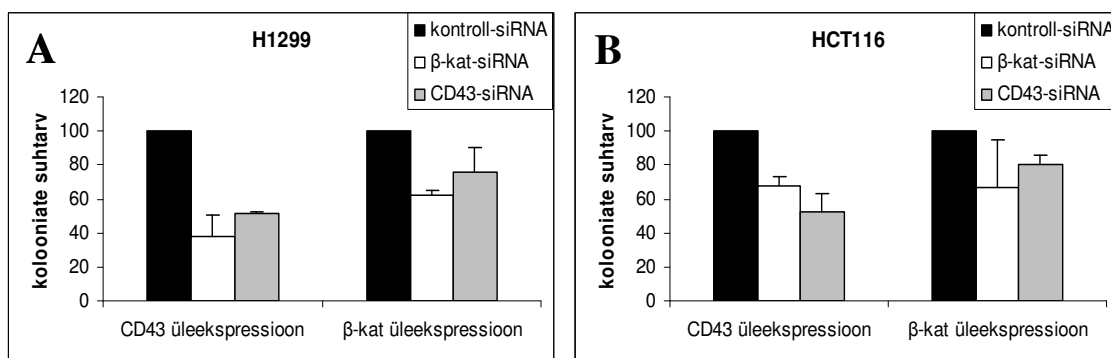 A
H1299
kontroll-siRNA
β-kat-siRNA
CD43-siRNA
kolooniate suhtarv
120
100
80
60
40
20
0
CD43 üleekspressioon
β-kat üleekspressioon
B
HCT116
kontroll-siRNA
β-kat-siRNA
CD43-siRNA
kolooniate suhtarv
120
100
80
60
40
20
0
CD43 üleekspressioon
β-kat üleekspressioon